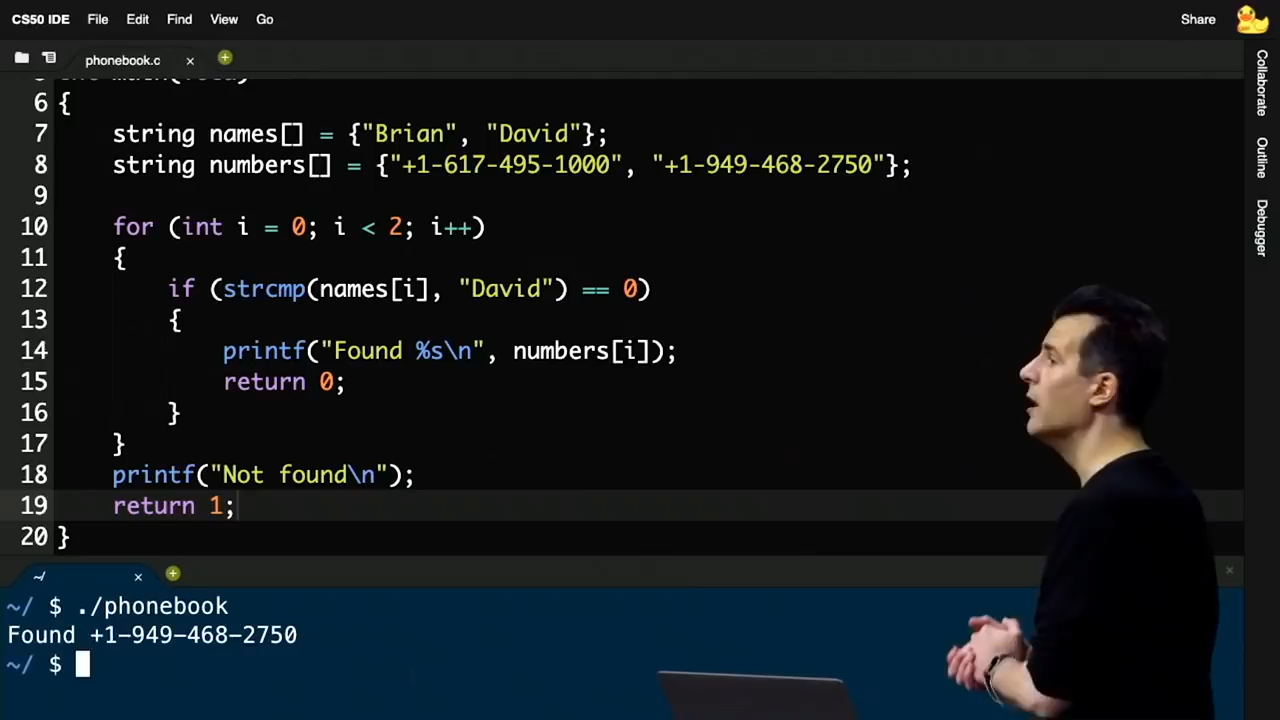 CS50 IDE File Edit Find View Go Share
phonebook.c
6 {
7 string names[] = {"Brian", "David"};
8 string numbers[] = {"+1-617-495-1000", "+1-949-468-2750"};
9
10 for (int i = 0; i < 2; i++)
11 {
12 if (strcmp(names[i], "David") == 0)
13 {
14 printf("Found %s\n", numbers[i]);
15 return 0;
16 }
17 }
18 printf("Not found\n");
19 return 1;
20 }
~/ $ ./phonebook
Found +1-949-468-2750
~/ $
Collaborate
Outline
Debugger